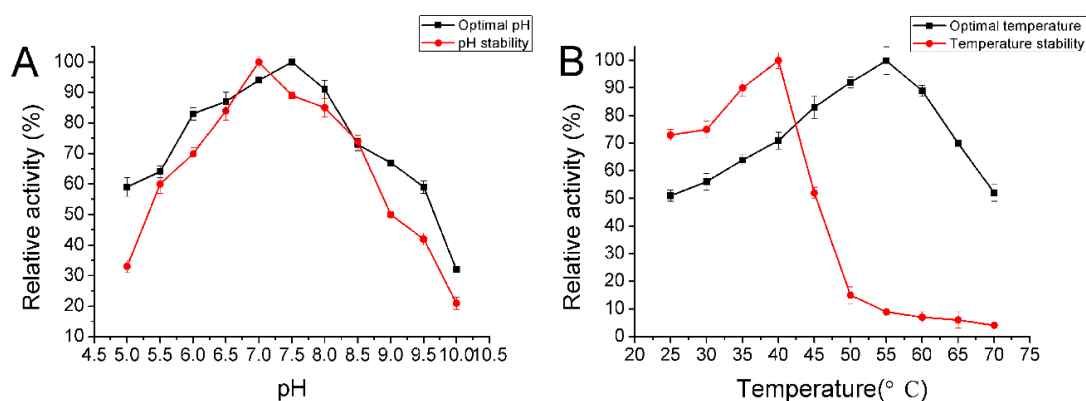 A
Optimal pH
pH stability
Relative activity (%)
110
100
90
80
70
60
50
40
30
20
10
4.5 5.0 5.5 6.0 6.5 7.0 7.5 8.0 8.5 9.0 9.5 10.0 10.5
pH
B
Optimal temperature
Temperature stability
Relative activity (%)
110
100
90
80
70
60
50
40
30
20
10
0
20 25 30 35 40 45 50 55 60 65 70 75
Temperature(° C)